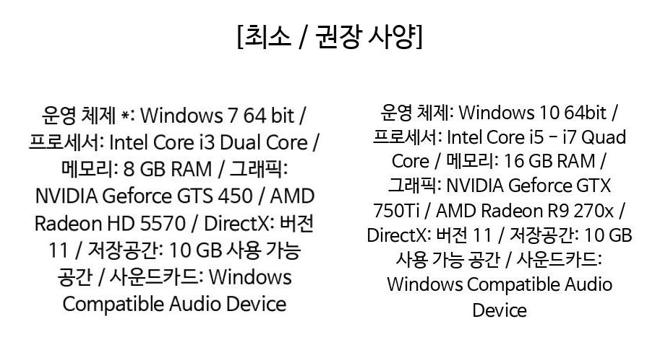 [최소 / 권장 사양]
운영 체제 *: Windows 7 64 bit /
프로세서: Intel Core i3 Dual Core /
메모리: 8 GB RAM / 그래픽:
NVIDIA Geforce GTS 450 / AMD
Radeon HD 5570 / DirectX: 버전
11 / 저장공간: 10 GB 사용 가능
공간 / 사운드카드: Windows
Compatible Audio Device
운영 체제: Windows 10 64bit /
프로세서: Intel Core i5 - i7 Quad
Core / 메모리: 16 GB RAM /
그래픽: NVIDIA Geforce GTX
750Ti / AMD Radeon R9 270x /
DirectX: 버전 11 / 저장공간: 10 GB
사용 가능 공간 / 사운드카드:
Windows Compatible Audio
Device